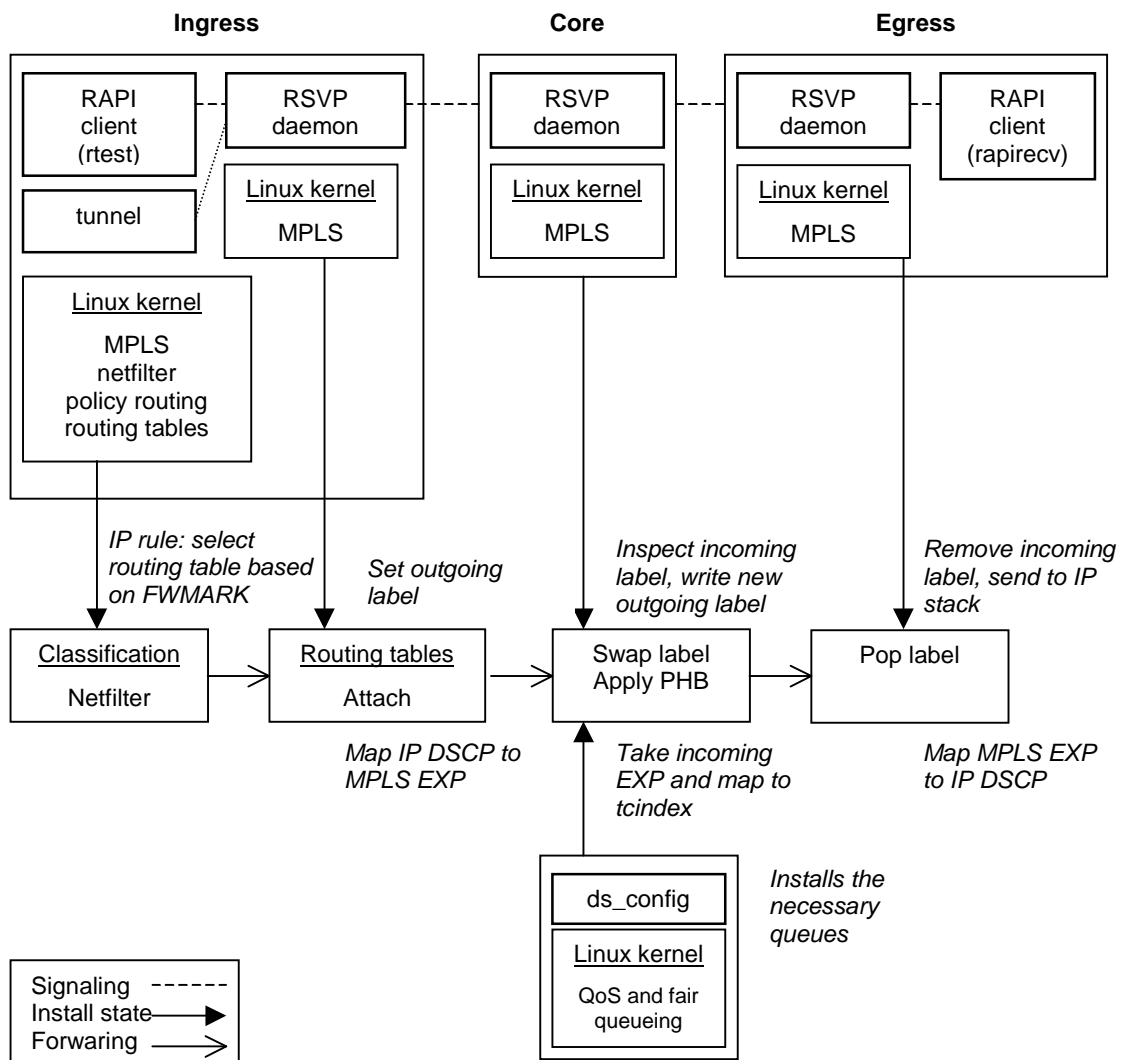 Ingress
Core
Egress
RAPI
client
(rtest)
RSVP
daemon
RSVP
daemon
RSVP
daemon
RAPI
client
(rapirecv)
tunnel
Linux kernel
MPLS
Linux kernel
MPLS
Linux kernel
MPLS
Linux kernel
MPLS
netfilter
policy routing
routing tables
IP rule: select
routing table based
on FWMARK
Set outgoing
label
Inspect incoming
label, write new
outgoing label
Remove incoming
label, send to IP
stack
Classification
Netfilter
Routing tables
Attach
Swap label
Apply PHB
Pop label
Map IP DSCP to
MPLS EXP
Take incoming
EXP and map to
tcindex
Map MPLS EXP
to IP DSCP
ds_config
Linux kernel
QoS and fair
queueing
Installs the
necessary
queues
Signaling
Install state
Forwaring